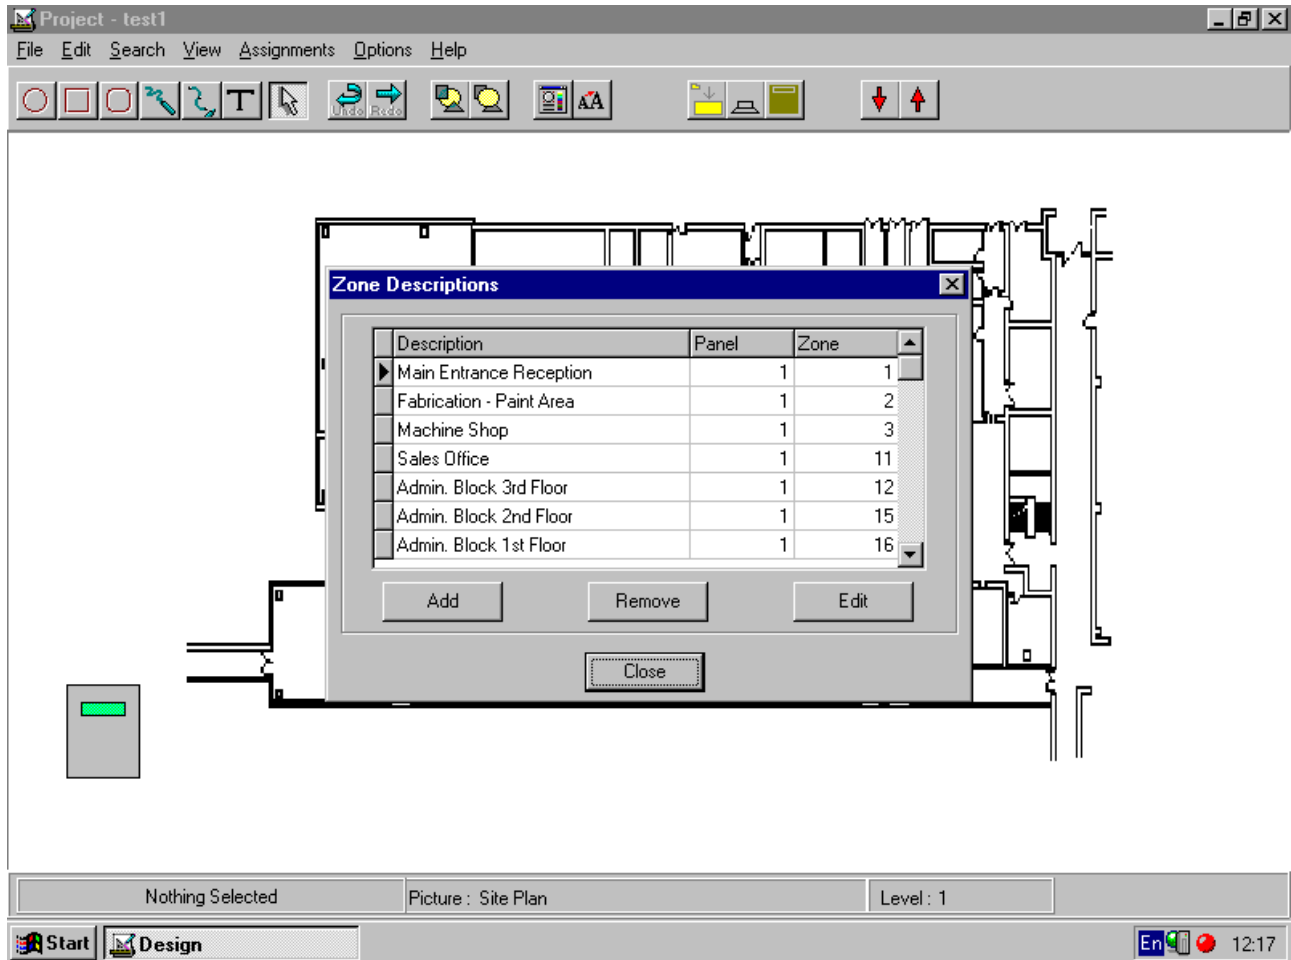 Project - test1
File Edit Search View Assignments Options Help
T Undo Redo AA
Zone Descriptions
Description Panel Zone
Main Entrance Reception 1 1
Fabrication - Paint Area 1 2
Machine Shop 1 3
Sales Office 1 11
Admin. Block 3rd Floor 1 12
Admin. Block 2nd Floor 1 15
Admin. Block 1st Floor 1 16
Add Remove Edit
Close
Nothing Selected Picture : Site Plan Level : 1
Start Design En 12:17